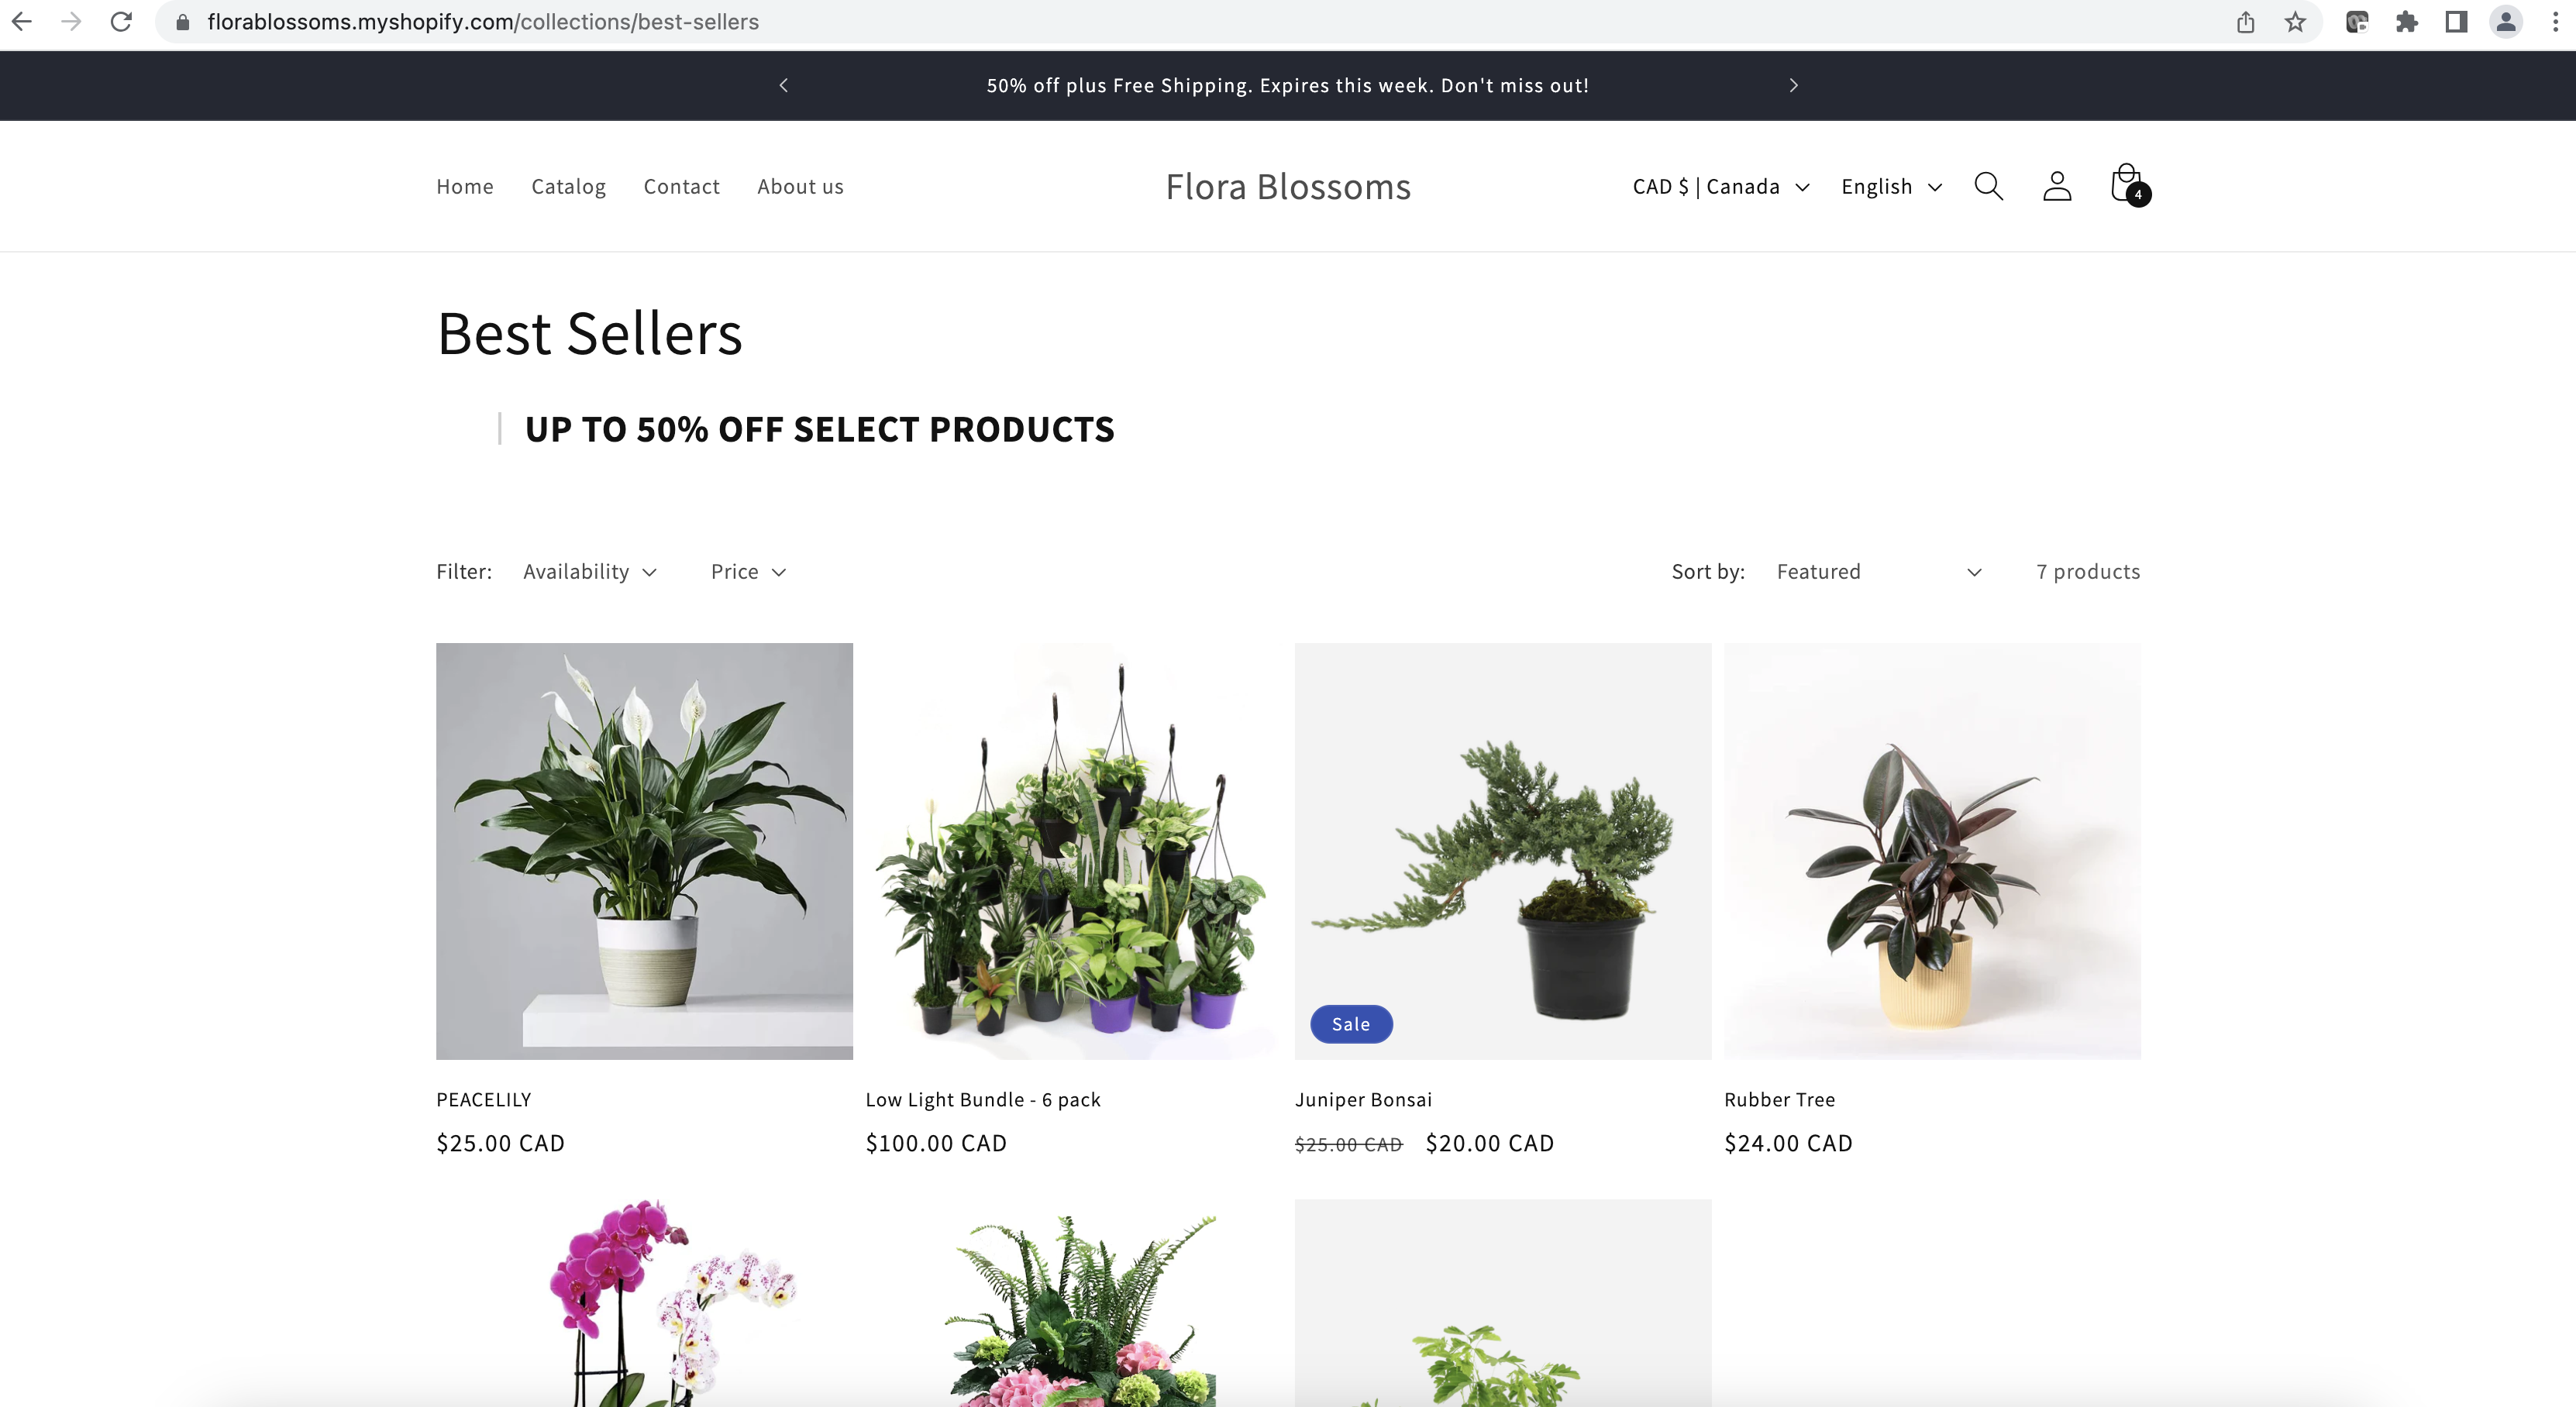 florablossoms.myshopify.com/collections/best-sellers
50% off plus Free Shipping. Expires this week. Don't miss out!
Home Catalog Contact About us Flora Blossoms CAD $ | Canada English 4
Best Sellers
UP TO 50% OFF SELECT PRODUCTS
Filter: Availability Price Sort by: Featured 7 products
Sale
PEACELILY Low Light Bundle - 6 pack Juniper Bonsai Rubber Tree
$25.00 CAD $100.00 CAD $25.00 CAD $20.00 CAD $24.00 CAD